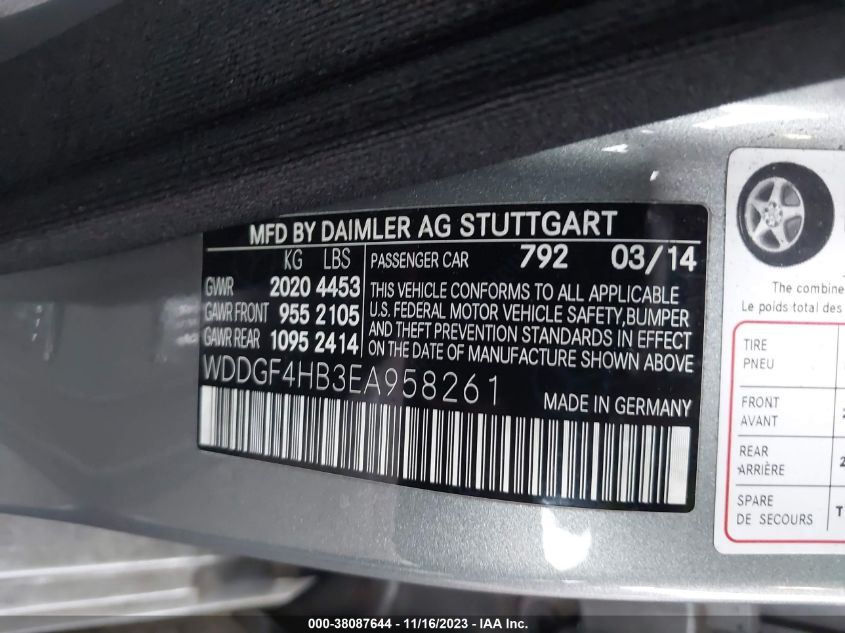 MFD BY DAIMLER AG STUTTGART
KG LBS
GVWR 2020 4453
GAWR FRONT 955 2105
GAWR REAR 1095 2414
PASSENGER CAR 792 03/14
THIS VEHICLE CONFORMS TO ALL APPLICABLE
U.S. FEDERAL MOTOR VEHICLE SAFETY,BUMPER
AND THEFT PREVENTION STANDARDS IN EFFECT
ON THE DATE OF MANUFACTURE SHOWN ABOVE
WDDGF4HB3EA958261
MADE IN GERMANY
The combine
Le poids total des
TIRE
PNEU
FRONT
AVANT
2
REAR
ARRIÈRE
2
SPARE
DE SECOURS
T
000-38087644 - 11/16/2023 - IAA Inc.